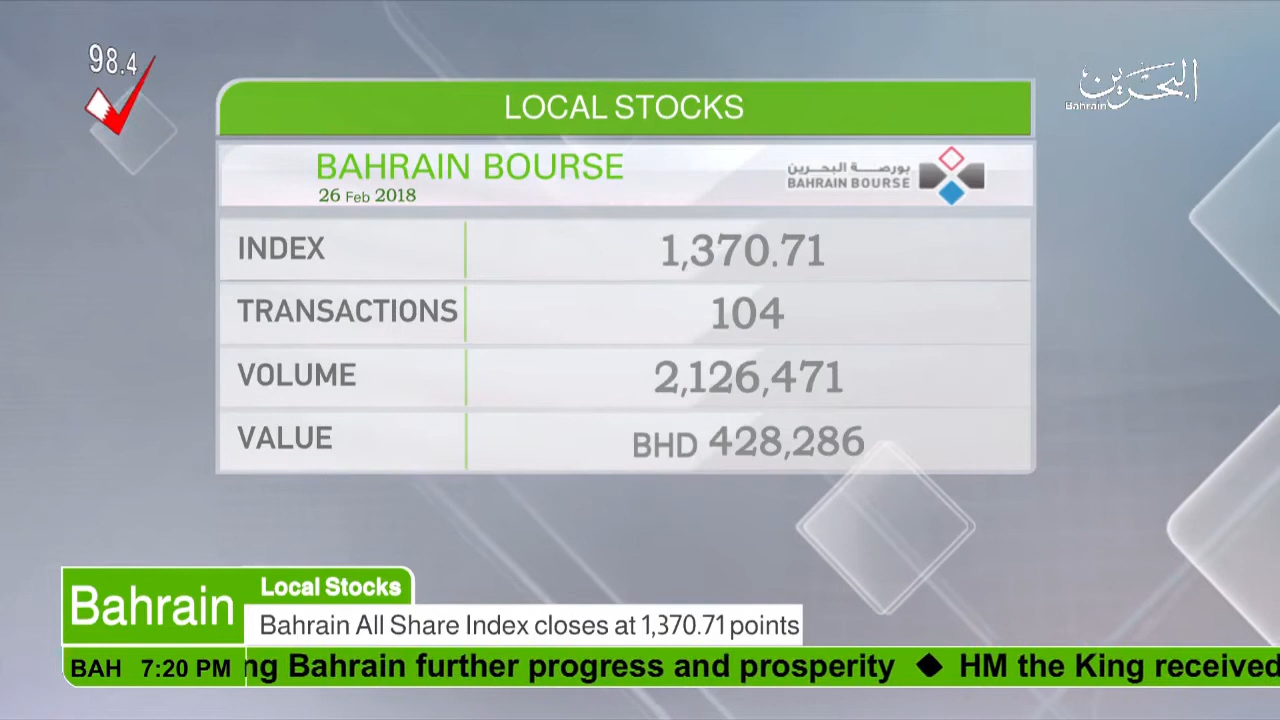 98.4
البحرين
Bahrain
LOCAL STOCKS
BAHRAIN BOURSE
26 Feb 2018
بورصة البحرين
BAHRAIN BOURSE
INDEX 1,370.71
TRANSACTIONS 104
VOLUME 2,126,471
VALUE BHD 428,286
Bahrain
Local Stocks
Bahrain All Share Index closes at 1,370.71 points
BAH 7:20 PM
ng Bahrain further progress and prosperity ◆ HM the King received